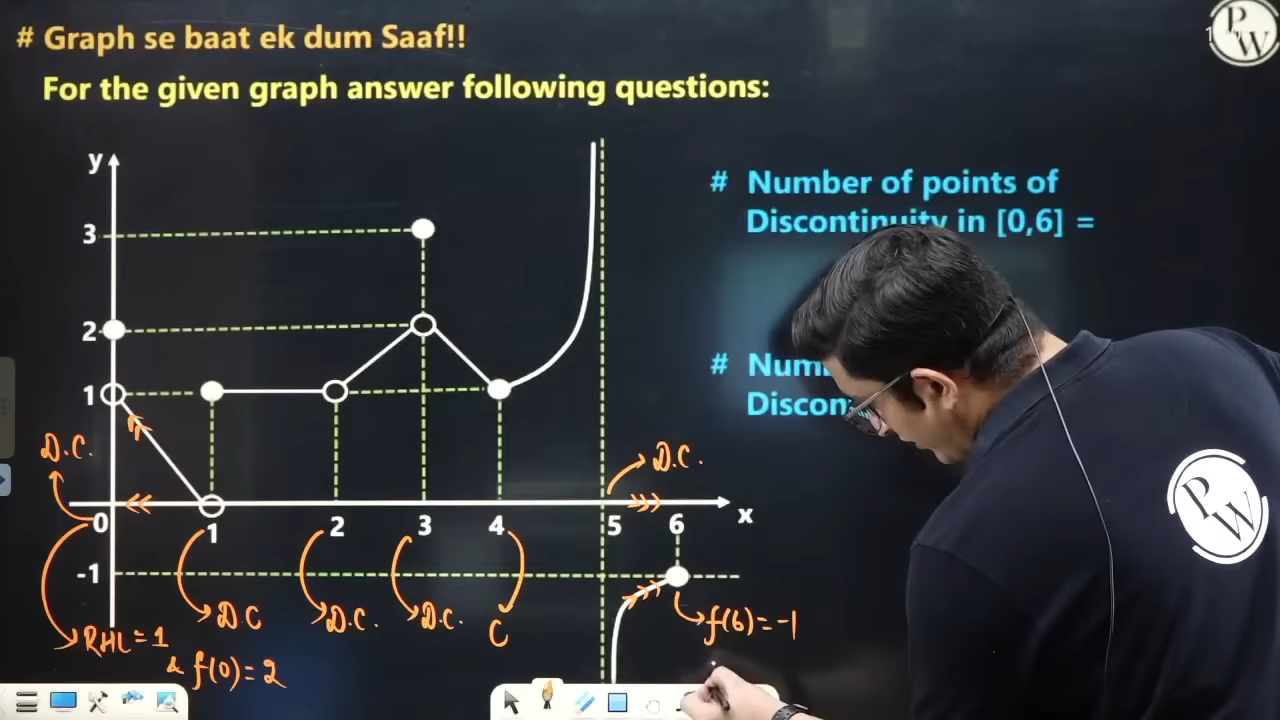 # Graph se baat ek dum Saaf!!
For the given graph answer following questions:
PW
# Number of points of
Discontinuity in [0,6] =
#
Discon
y
3
2
1
0
-1
1
2
3
4
5
6
x
D.C.
D.C.
RHL = 1
& f(0) = 2
D.C
D.C.
D.C.
C
f(6) = -1
PW